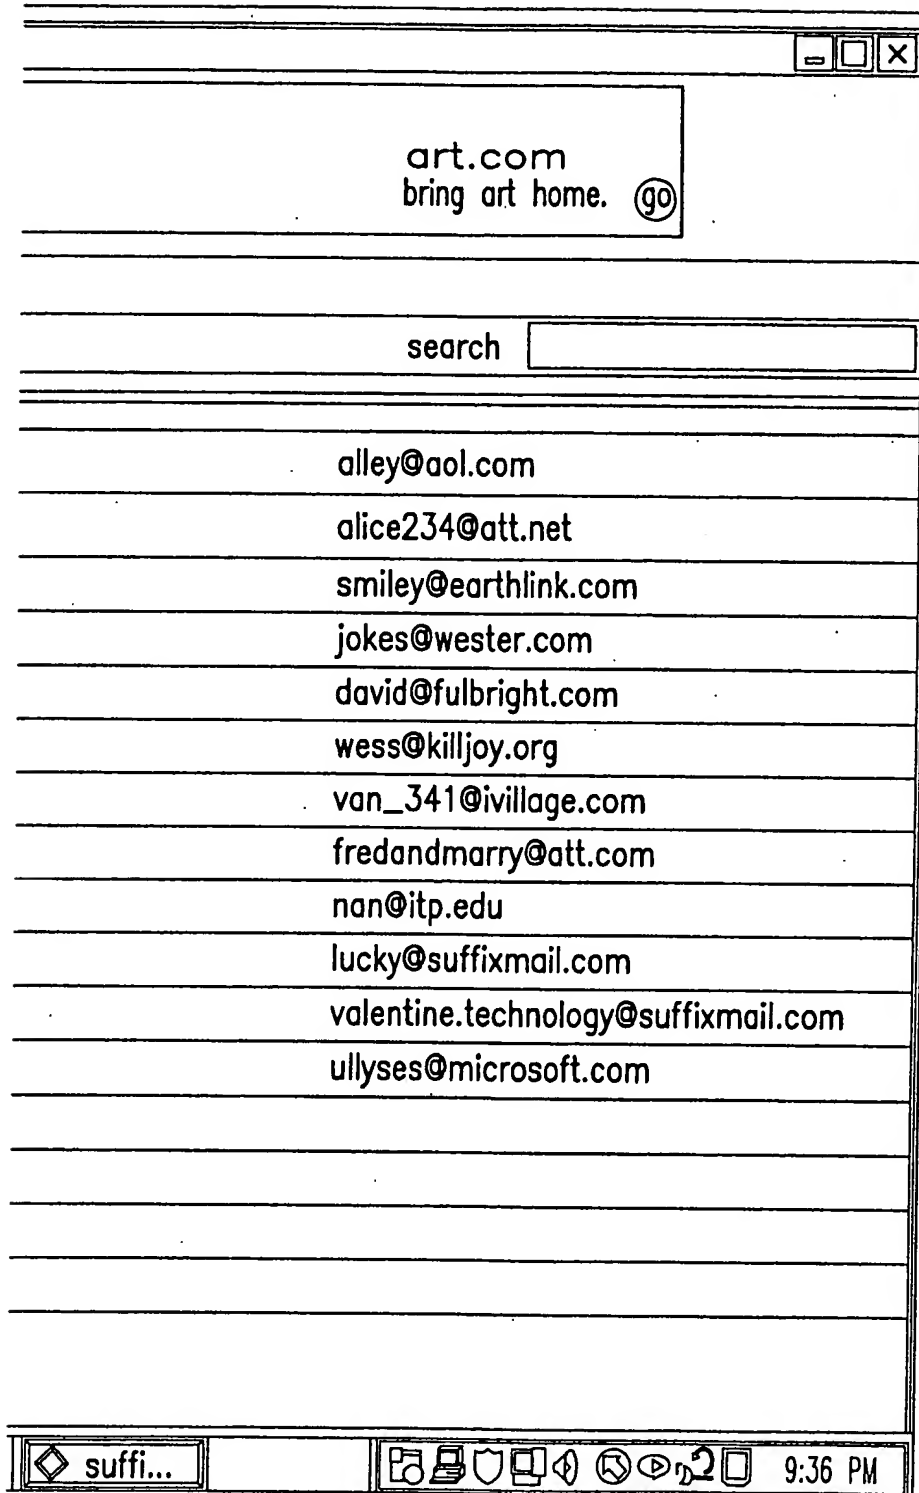 art.com
bring art home. go
search
alley@aol.com
alice234@att.net
smiley@earthlink.com
jokes@wester.com
david@fulbright.com
wess@killjoy.org
van_341@ivillage.com
fredandmarry@att.com
nan@itp.edu
lucky@suffixmail.com
valentine.technology@suffixmail.com
ullyses@microsoft.com
suffi... 9:36 PM